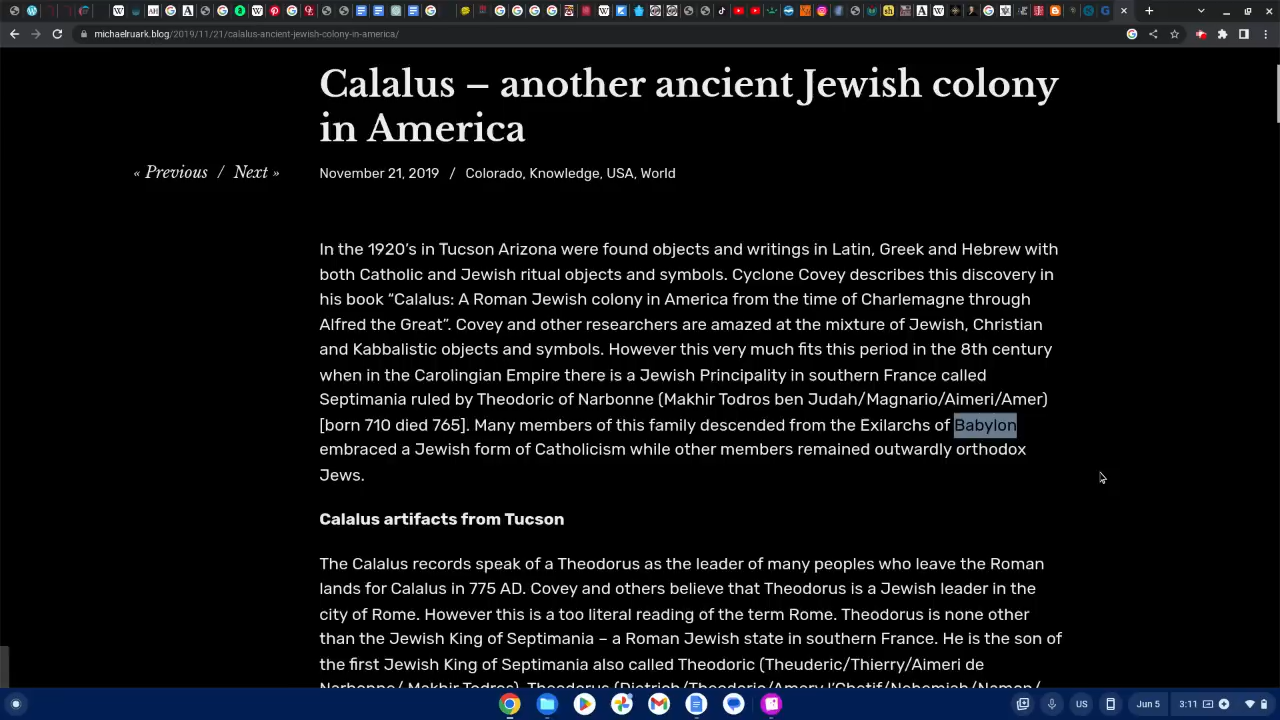 michaelruark.blog/2019/11/21/calalus-ancient-jewish-colony-in-america/
Calalus – another ancient Jewish colony
in America
« Previous / Next »
November 21, 2019 / Colorado, Knowledge, USA, World
In the 1920’s in Tucson Arizona were found objects and writings in Latin, Greek and Hebrew with
both Catholic and Jewish ritual objects and symbols. Cyclone Covey describes this discovery in
his book “Calalus: A Roman Jewish colony in America from the time of Charlemagne through
Alfred the Great”. Covey and other researchers are amazed at the mixture of Jewish, Christian
and Kabbalistic objects and symbols. However this very much fits this period in the 8th century
when in the Carolingian Empire there is a Jewish Principality in southern France called
Septimania ruled by Theodoric of Narbonne (Makhir Todros ben Judah/Magnario/Aimeri/Amer)
[born 710 died 765]. Many members of this family descended from the Exilarchs of Babylon
embraced a Jewish form of Catholicism while other members remained outwardly orthodox
Jews.
Calalus artifacts from Tucson
The Calalus records speak of a Theodorus as the leader of many peoples who leave the Roman
lands for Calalus in 775 AD. Covey and others believe that Theodorus is a Jewish leader in the
city of Rome. However this is a too literal reading of the term Rome. Theodorus is none other
than the Jewish King of Septimania – a Roman Jewish state in southern France. He is the son of
the first Jewish King of Septimania also called Theodoric (Theuderic/Thierry/Aimeri de
Narbonne/ Makhir Todros). Theodorus (Dietrich/Theodoric/Amery l’Chetif/Nehemiah/Namon/
US
Jun 5
3:11